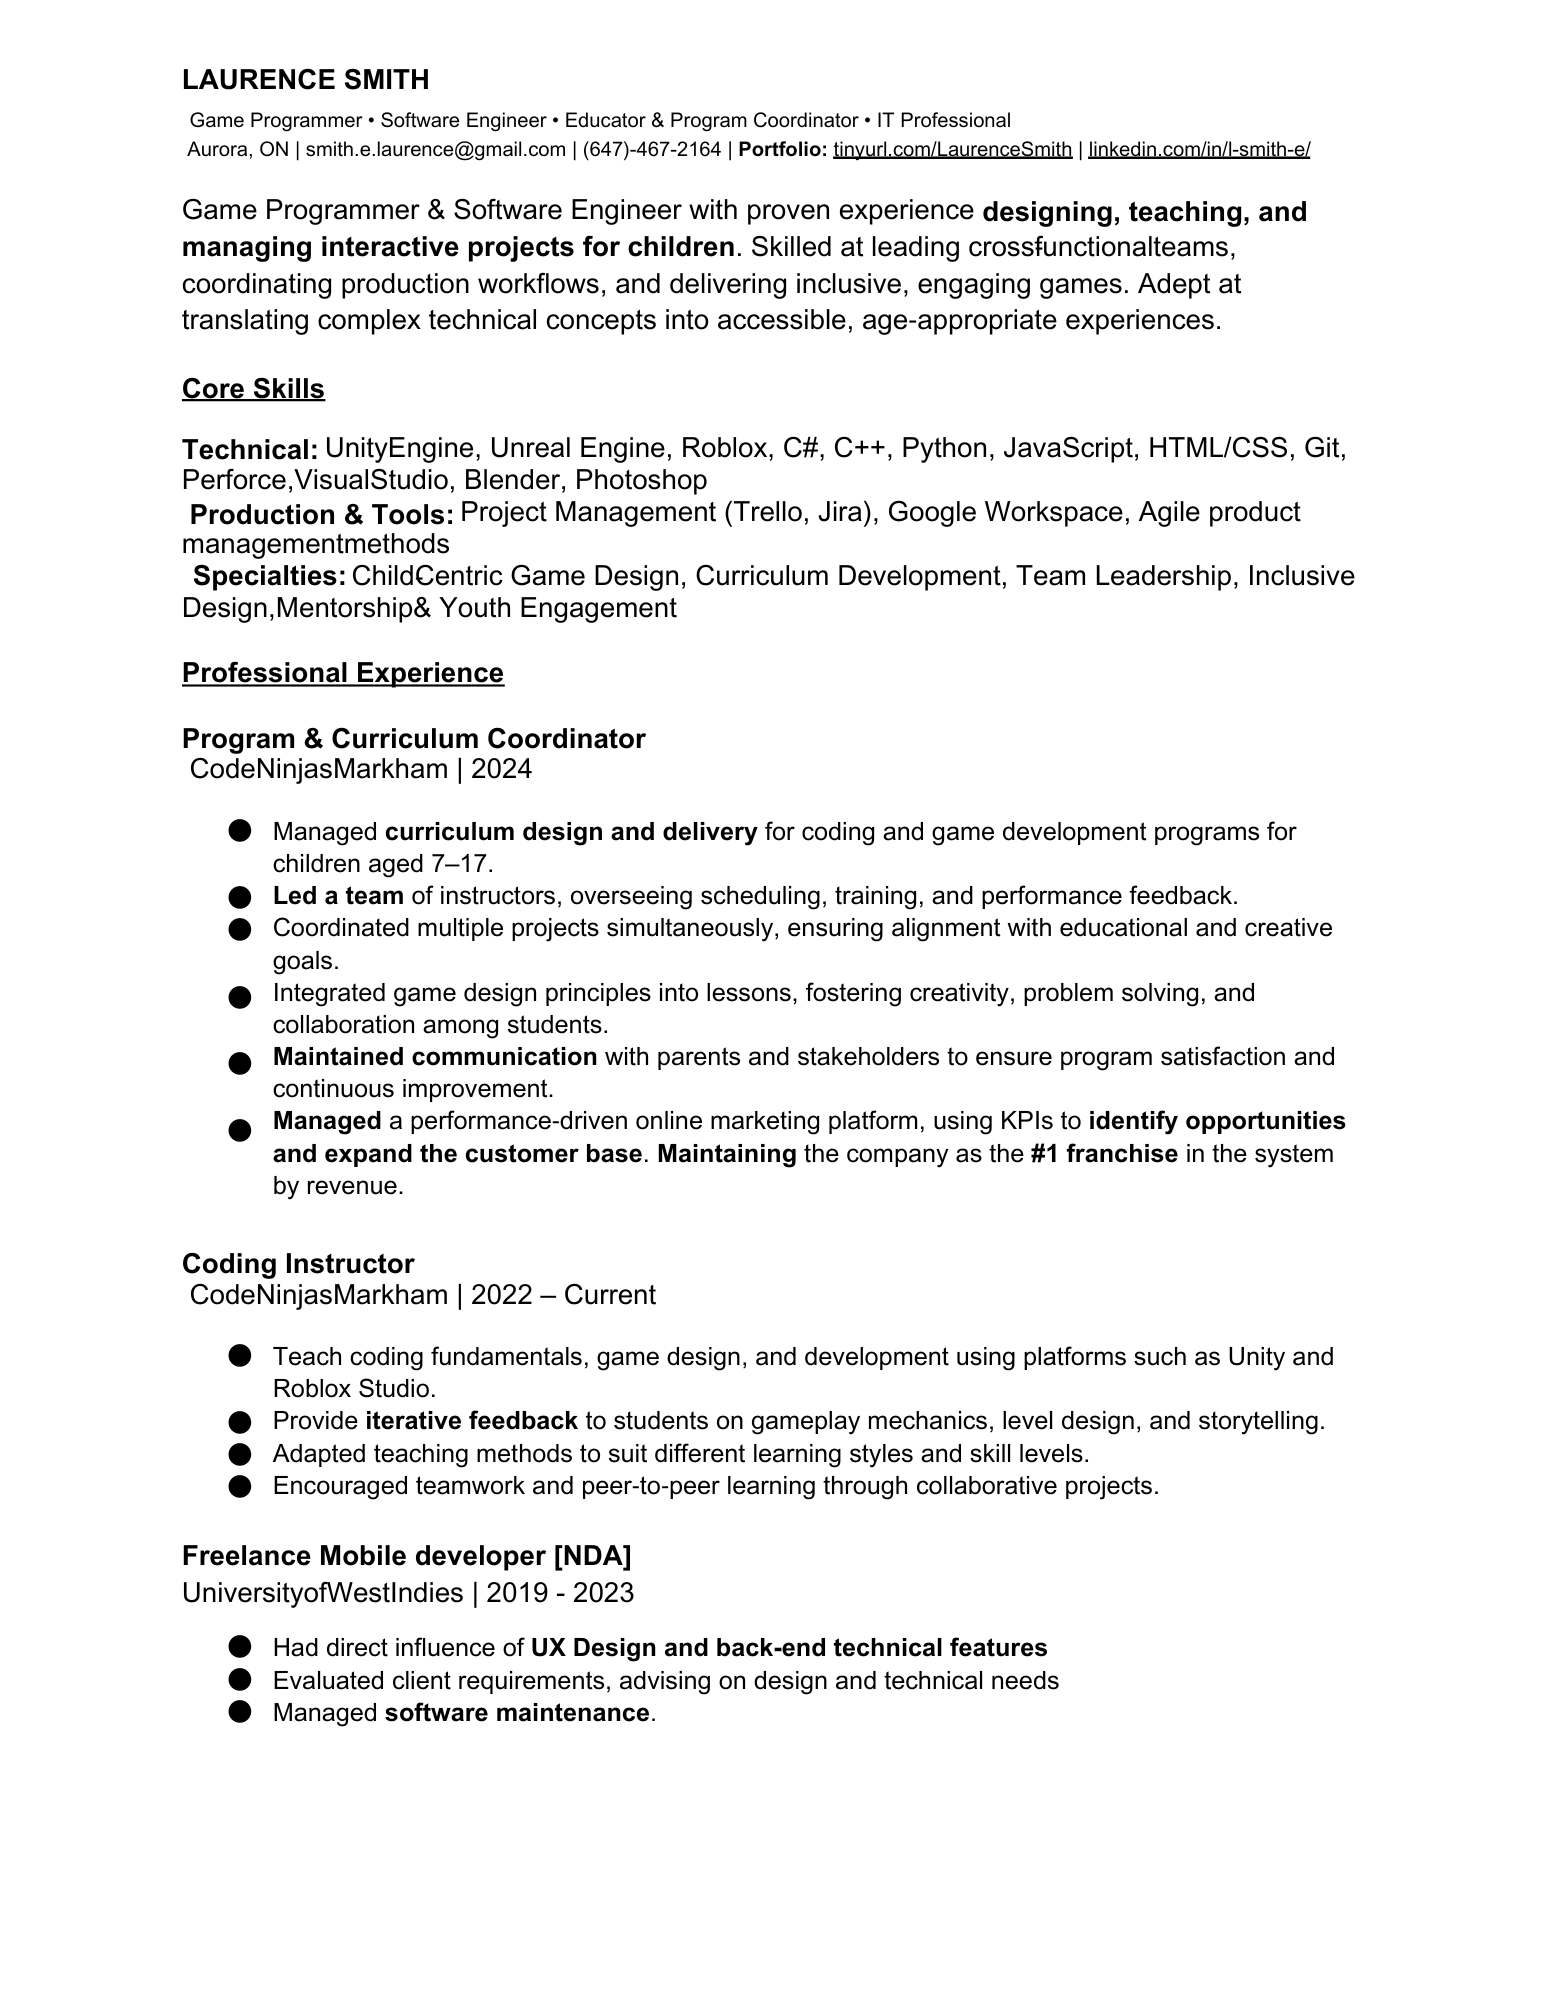 LAURENCE SMITH
Game Programmer • Software Engineer • Educator & Program Coordinator • IT Professional
Aurora, ON | smith.e.laurence@gmail.com | (647)-467-2164 | Portfolio: tinyurl.com/LaurenceSmith | linkedin.com/in/l-smith-e/
Game Programmer & Software Engineer with proven experience designing, teaching, and
managing interactive projects for children. Skilled at leading crossfunctionalteams,
coordinating production workflows, and delivering inclusive, engaging games. Adept at
translating complex technical concepts into accessible, age-appropriate experiences.
Core Skills
Technical: UnityEngine, Unreal Engine, Roblox, C#, C++, Python, JavaScript, HTML/CSS, Git,
Perforce,VisualStudio, Blender, Photoshop
Production & Tools: Project Management (Trello, Jira), Google Workspace, Agile product
managementmethods
Specialties: Child-Centric Game Design, Curriculum Development, Team Leadership, Inclusive
Design,Mentorship& Youth Engagement
Professional Experience
Program & Curriculum Coordinator
CodeNinjasMarkham | 2024
● Managed curriculum design and delivery for coding and game development programs for
children aged 7–17.
● Led a team of instructors, overseeing scheduling, training, and performance feedback.
● Coordinated multiple projects simultaneously, ensuring alignment with educational and creative
goals.
● Integrated game design principles into lessons, fostering creativity, problem solving, and
collaboration among students.
● Maintained communication with parents and stakeholders to ensure program satisfaction and
continuous improvement.
● Managed a performance-driven online marketing platform, using KPIs to identify opportunities
and expand the customer base. Maintaining the company as the #1 franchise in the system
by revenue.
Coding Instructor
CodeNinjasMarkham | 2022 – Current
● Teach coding fundamentals, game design, and development using platforms such as Unity and
Roblox Studio.
● Provide iterative feedback to students on gameplay mechanics, level design, and storytelling.
● Adapted teaching methods to suit different learning styles and skill levels.
● Encouraged teamwork and peer-to-peer learning through collaborative projects.
Freelance Mobile developer [NDA]
UniversityofWestIndies | 2019 - 2023
● Had direct influence of UX Design and back-end technical features
● Evaluated client requirements, advising on design and technical needs
● Managed software maintenance.